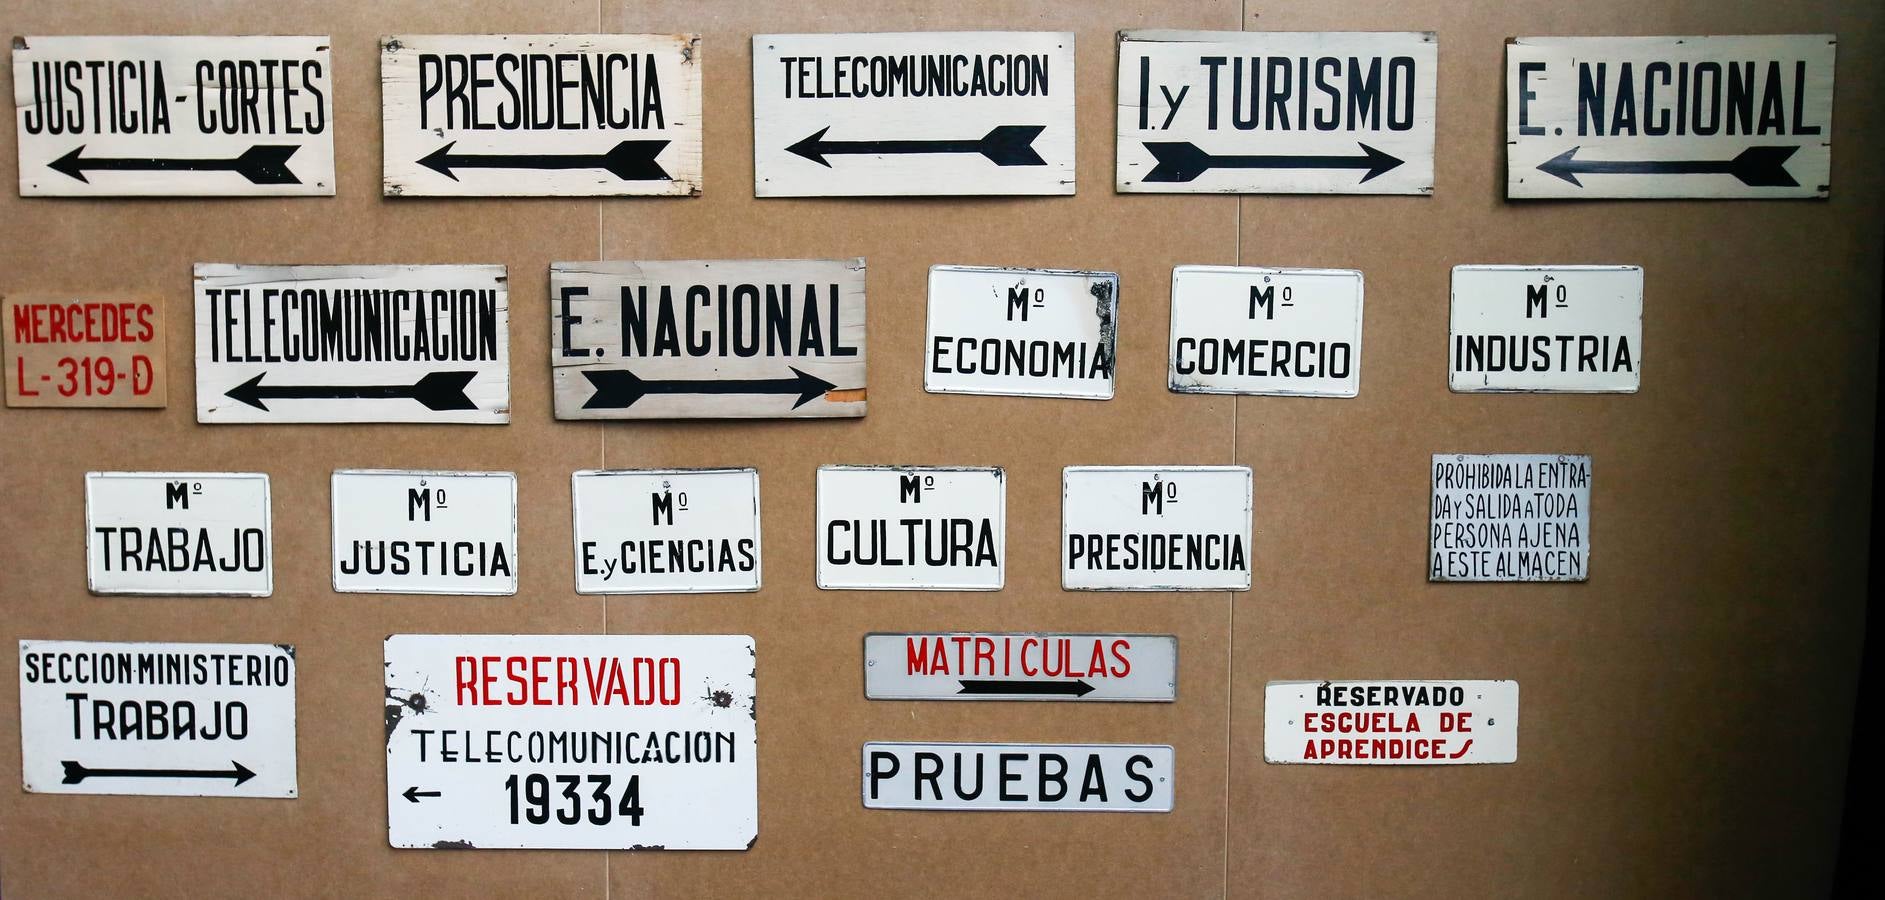 JUSTICIA-CORTES
PRESIDENCIA
TELECOMUNICACION
I.y TURISMO
E. NACIONAL
MERCEDES
L-319-D
TELECOMUNICACION
E. NACIONAL
Mº
ECONOMIA
Mº
COMERCIO
Mº
INDUSTRIA
Mº
TRABAJO
Mº
JUSTICIA
Mº
E.y CIENCIAS
Mº
CULTURA
Mº
PRESIDENCIA
PROHIBIDA LA ENTRA-
DA y SALIDA A TODA
PERSONA AJENA
A ESTE ALMACEN
SECCION·MINISTERIO
TRABAJO
RESERVADO
TELECOMUNICACION
19334
MATRICULAS
PRUEBAS
RESERVADO
ESCUELA DE
APRENDICES